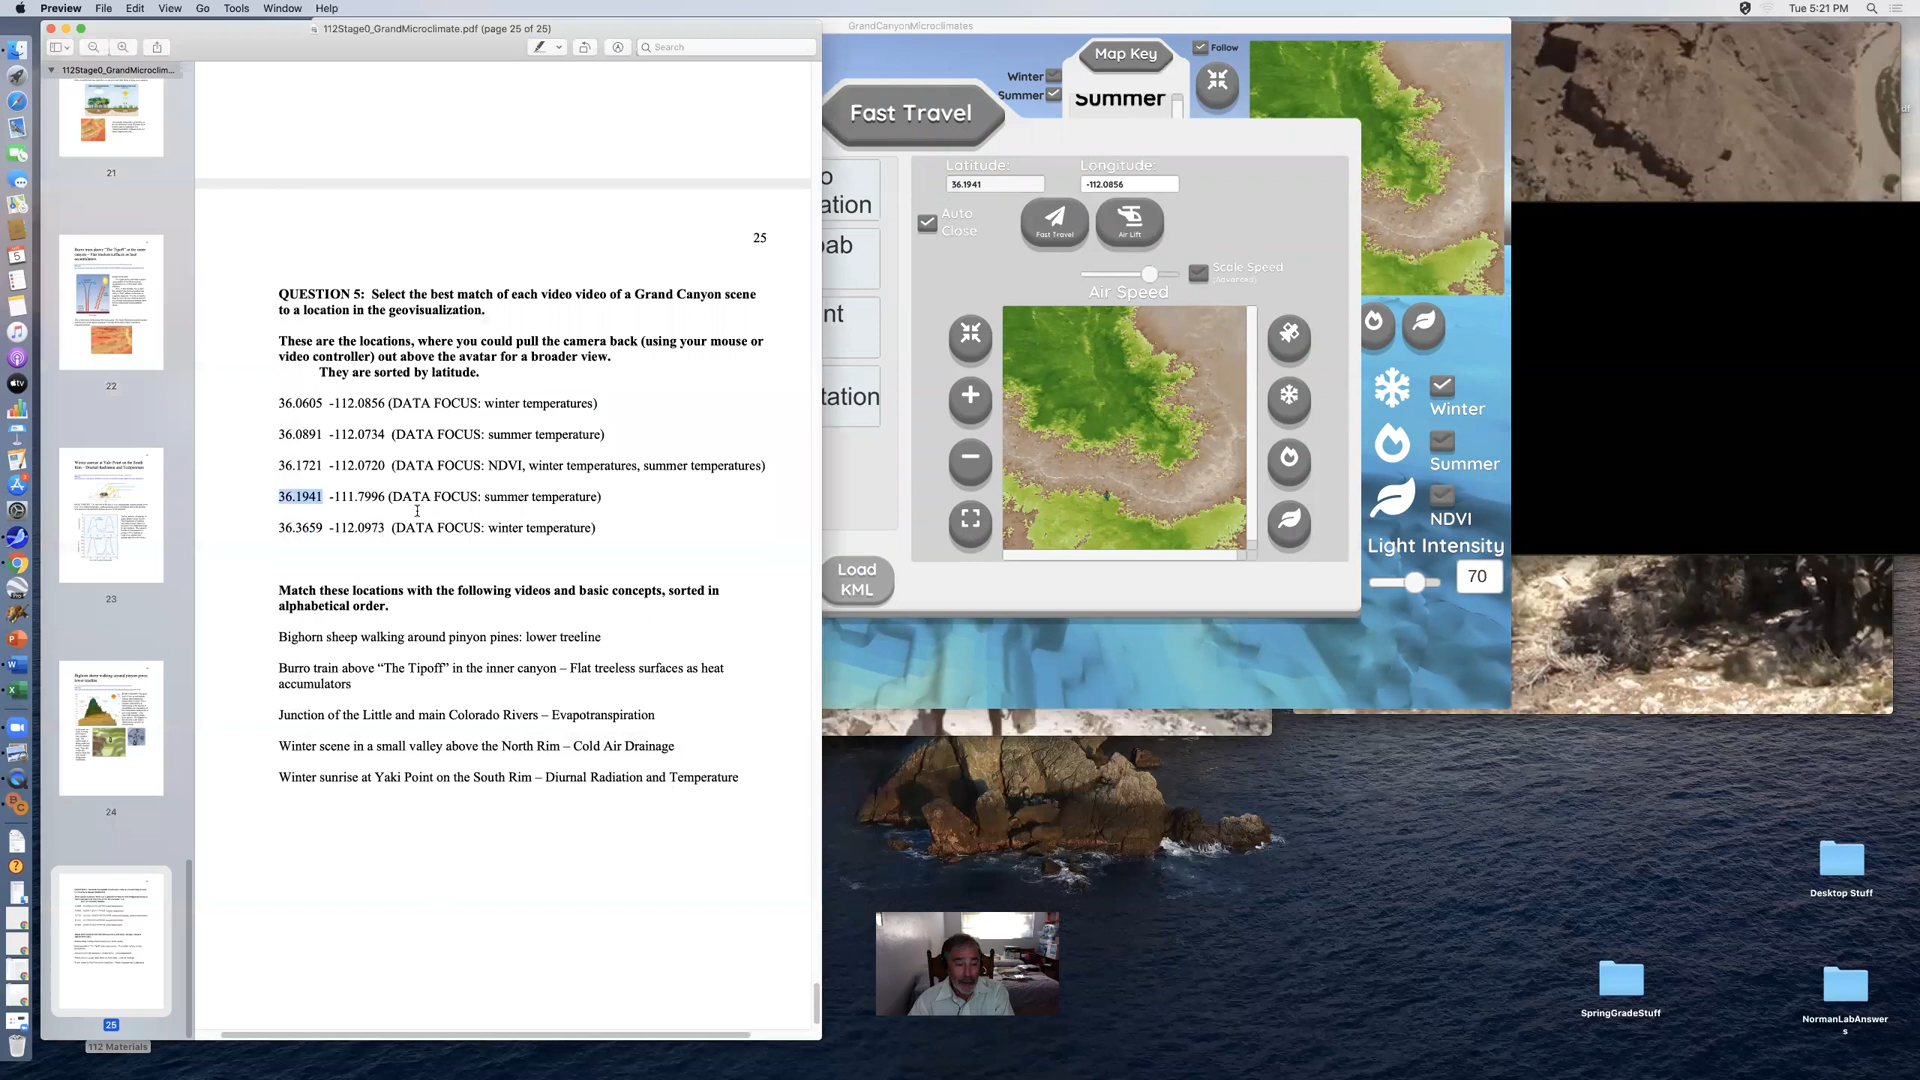 Preview File Edit View Go Tools Window Help
Tue 5:21 PM
112Stage0_GrandMicroclimate.pdf (page 25 of 25)
Search
112Stage0_GrandMicroclim...
21
22
23
24
25
112 Materials
25
QUESTION 5: Select the best match of each video video of a Grand Canyon scene
to a location in the geovisualization.
These are the locations, where you could pull the camera back (using your mouse or
video controller) out above the avatar for a broader view.
They are sorted by latitude.
36.0605 -112.0856 (DATA FOCUS: winter temperatures)
36.0891 -112.0734 (DATA FOCUS: summer temperature)
36.1721 -112.0720 (DATA FOCUS: NDVI, winter temperatures, summer temperatures)
36.1941 -111.7996 (DATA FOCUS: summer temperature)
36.3659 -112.0973 (DATA FOCUS: winter temperature)
Match these locations with the following videos and basic concepts, sorted in
alphabetical order.
Bighorn sheep walking around pinyon pines: lower treeline
Burro train above “The Tipoff” in the inner canyon – Flat treeless surfaces as heat
accumulators
Junction of the Little and main Colorado Rivers – Evapotranspiration
Winter scene in a small valley above the North Rim – Cold Air Drainage
Winter sunrise at Yaki Point on the South Rim – Diurnal Radiation and Temperature
GrandCanyonMicroclimates
Map Key
Follow
Winter
Summer
Summer
Fast Travel
Latitude:
Longitude:
36.1941
-112.0856
Auto
Close
Fast Travel
Air Lift
Scale Speed
(Advanced)
Air Speed
o
ation
bab
nt
tation
Load
KML
Winter
Summer
NDVI
Light Intensity
70
df
Desktop Stuff
SpringGradeStuff
NormanLabAnswer
s